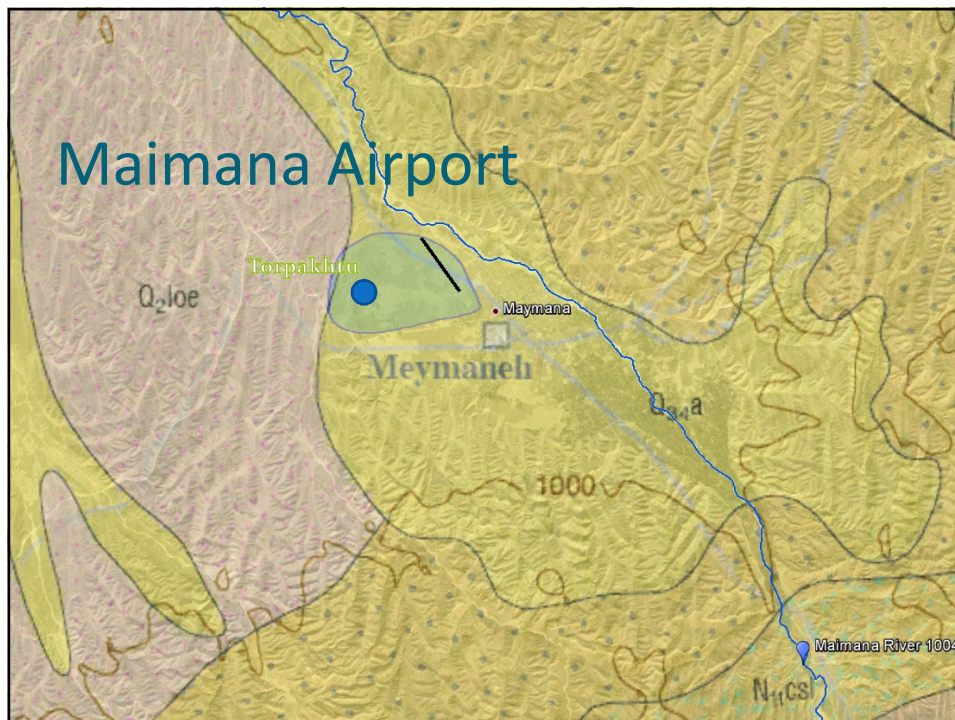 Maimana Airport
Torpakhtu
Q₂loe
Maymana
Meymaneh
Q₃₄a
1000
Maimana River 1004
N₁₁csl